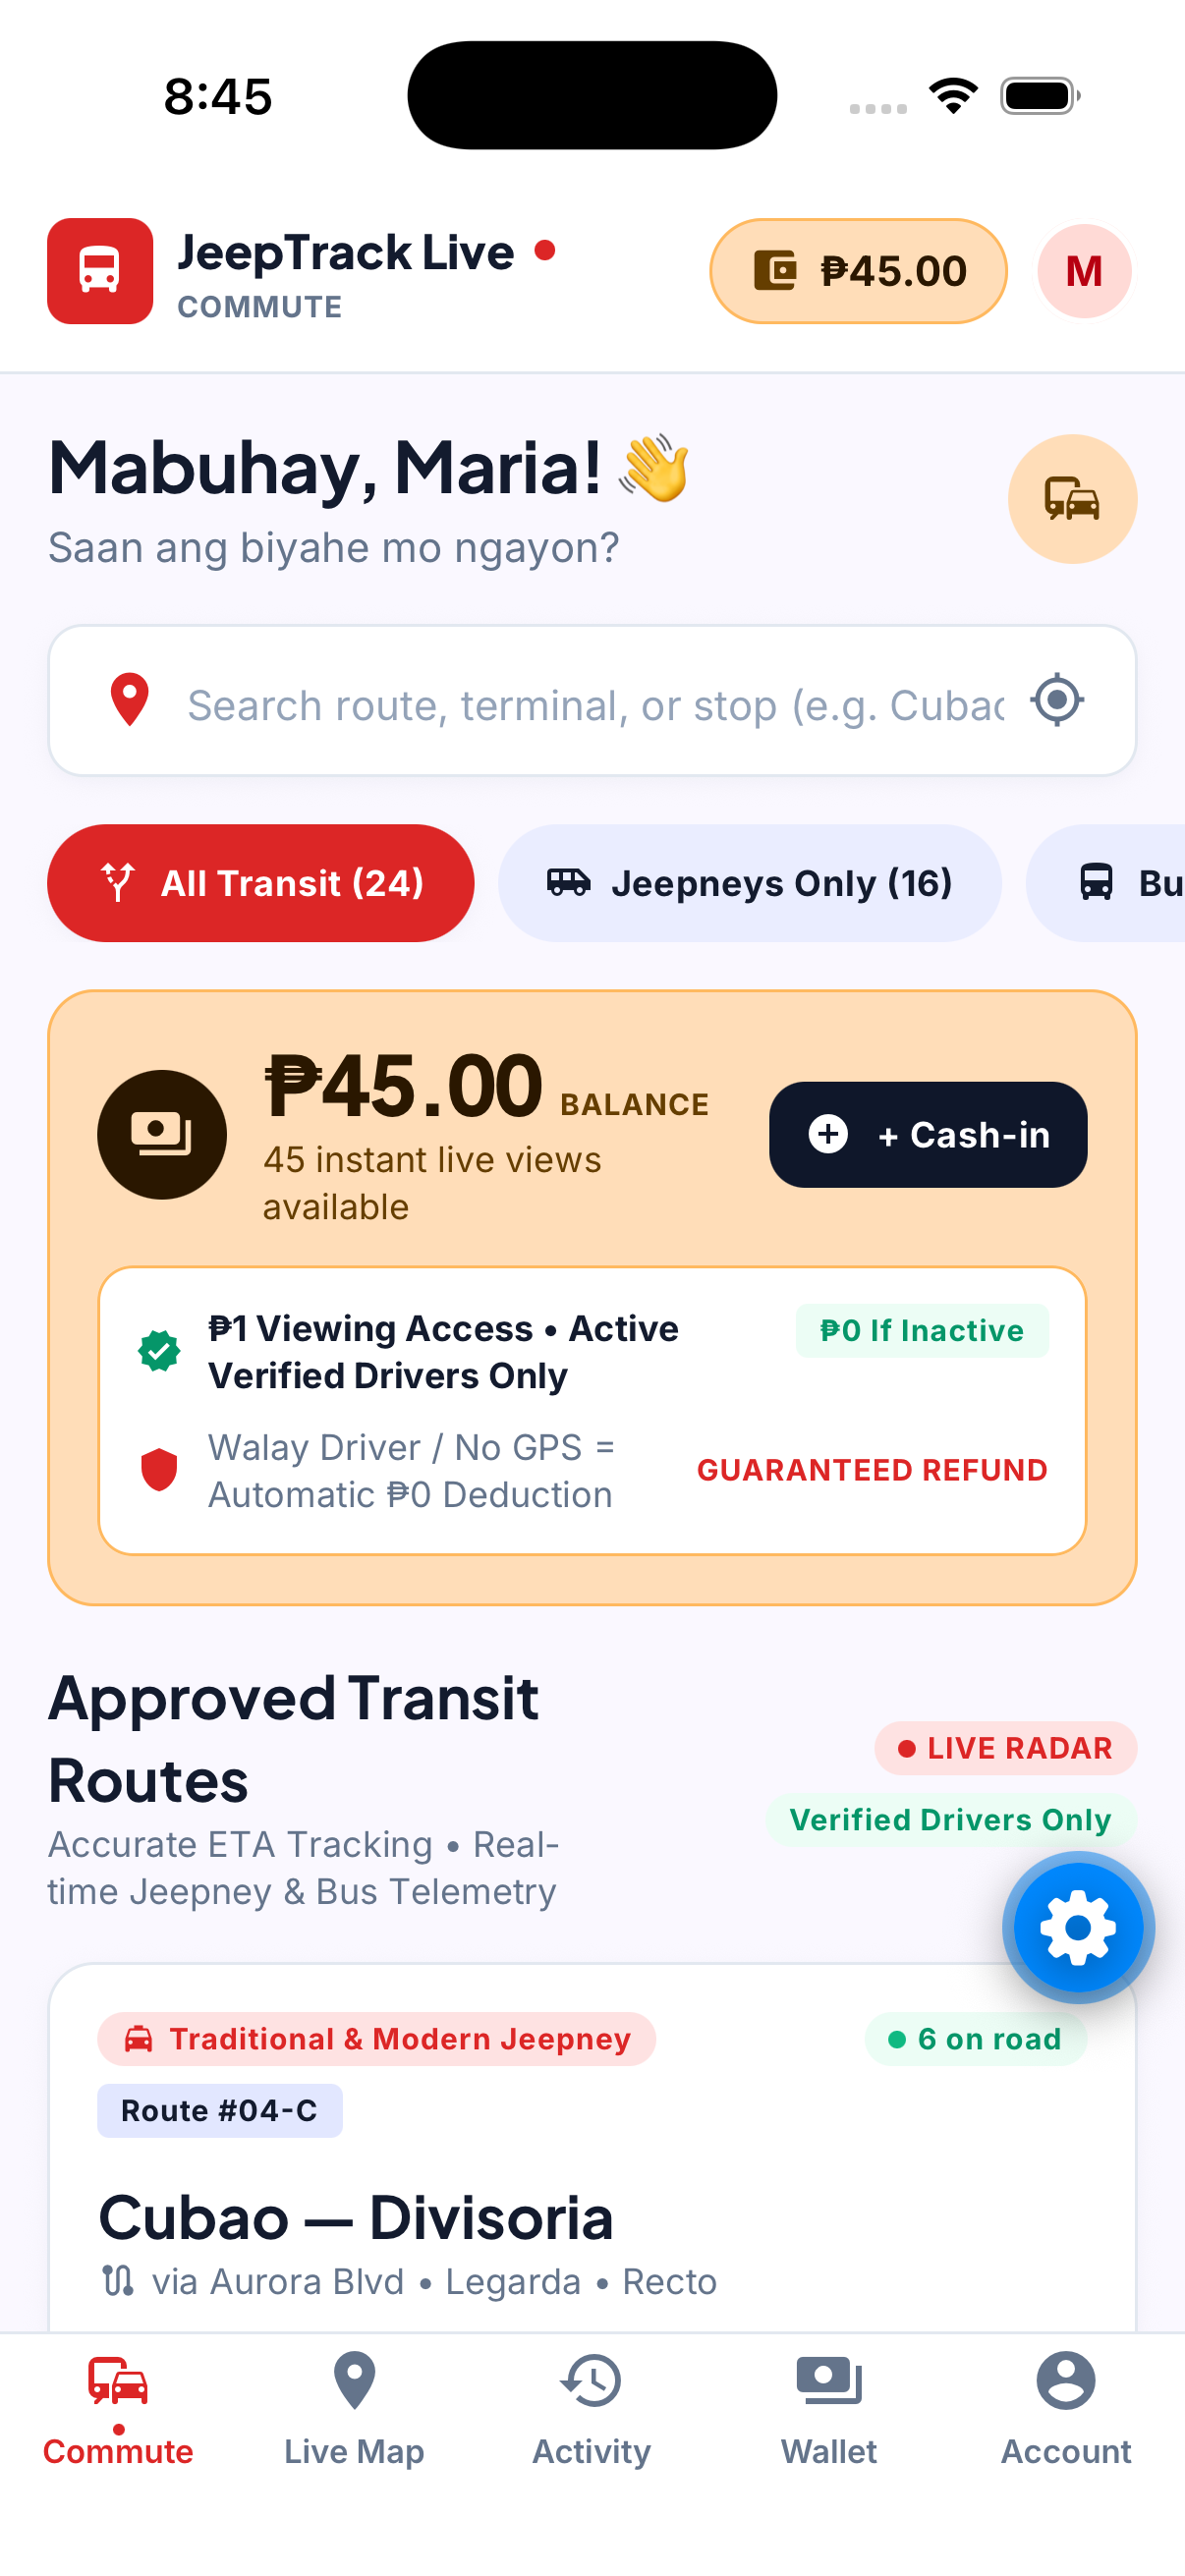 8:45
JeepTrack Live
COMMUTE
₱45.00
M
Mabuhay, Maria! 👋
Saan ang biyahe mo ngayon?
Search route, terminal, or stop (e.g. Cubao
All Transit (24)
Jeepneys Only (16)
Bu
₱45.00 BALANCE
45 instant live views
available
+ Cash-in
₱1 Viewing Access • Active
Verified Drivers Only
₱0 If Inactive
Walay Driver / No GPS =
Automatic ₱0 Deduction
GUARANTEED REFUND
Approved Transit
Routes
Accurate ETA Tracking • Real-
time Jeepney & Bus Telemetry
LIVE RADAR
Verified Drivers Only
Traditional & Modern Jeepney
6 on road
Route #04-C
Cubao — Divisoria
via Aurora Blvd • Legarda • Recto
Commute
Live Map
Activity
Wallet
Account